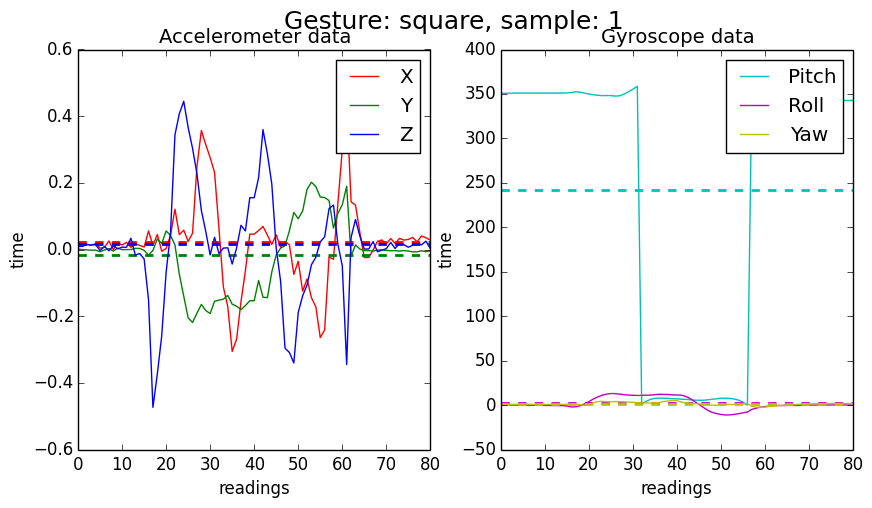 Gesture: square, sample: 1
Accelerometer data
0.6
0.4
0.2
0.0
−0.2
−0.4
−0.6
time
0 10 20 30 40 50 60 70 80
readings
X
Y
Z
Gyroscope data
400
350
300
250
200
150
100
50
0
−50
time
0 10 20 30 40 50 60 70 80
readings
Pitch
Roll
Yaw